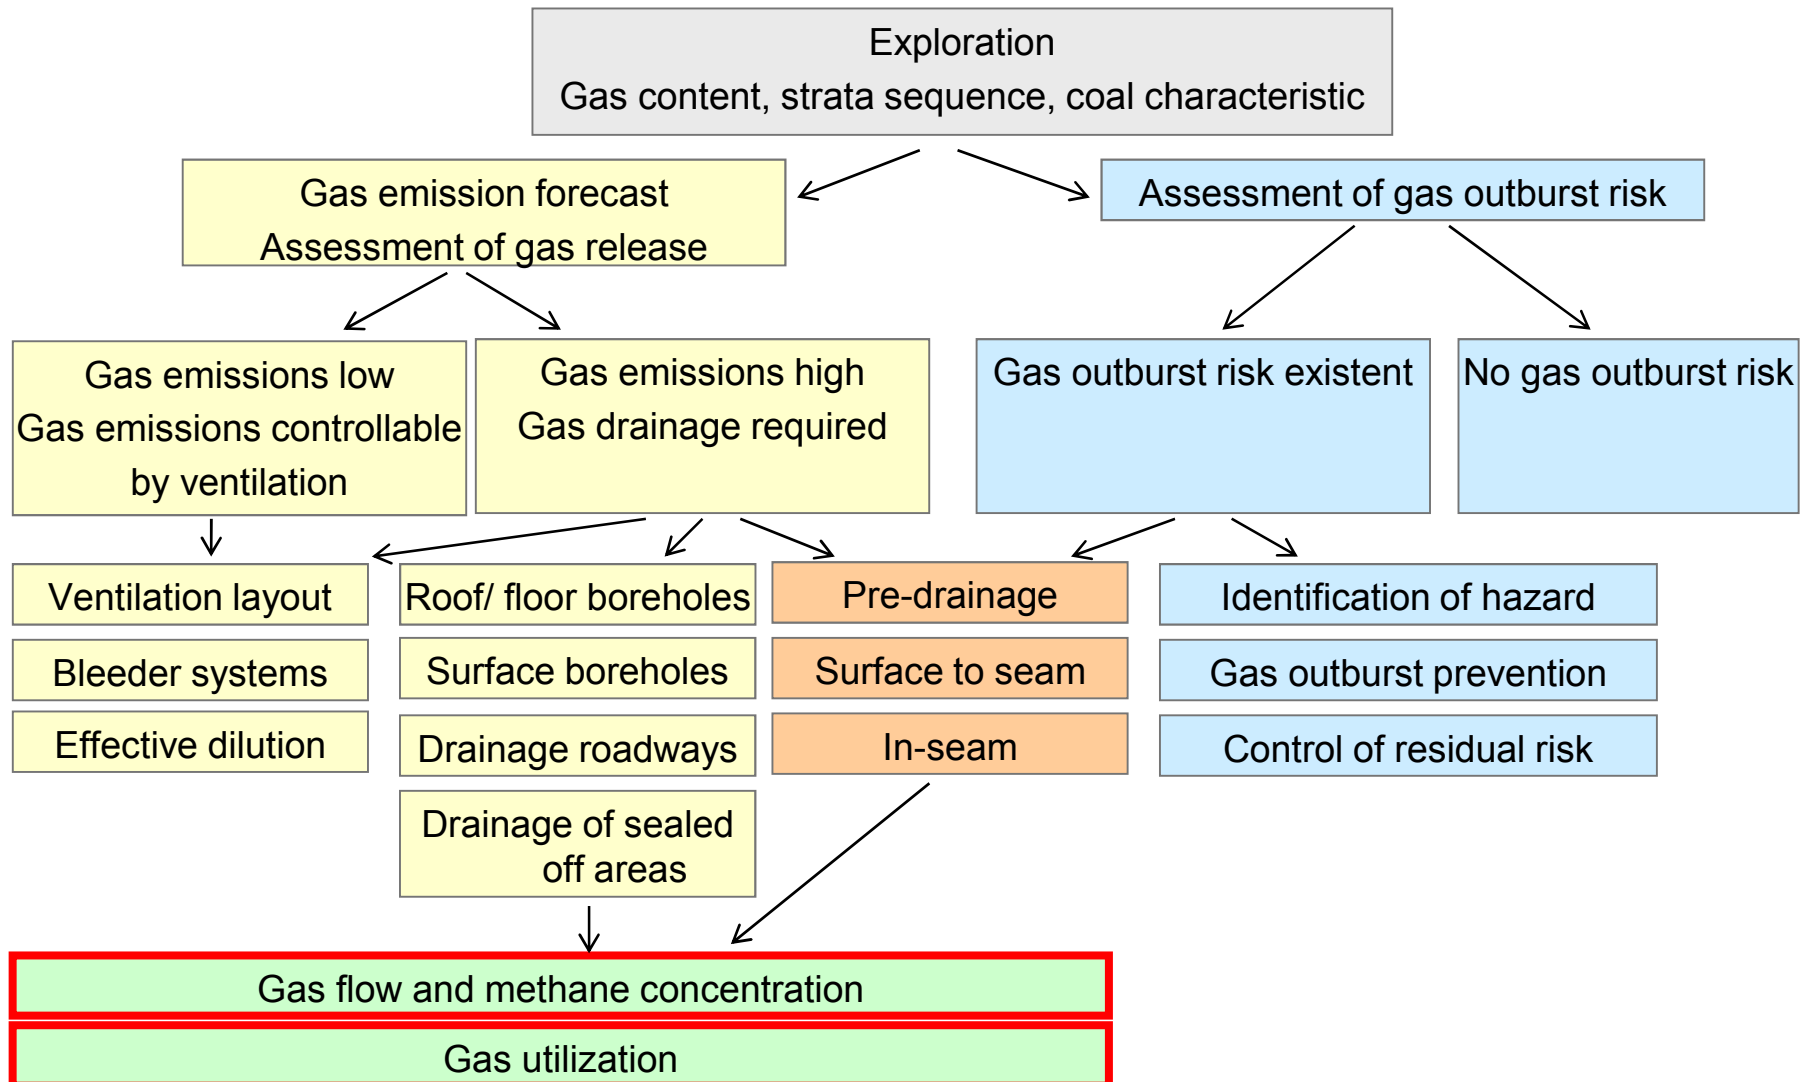 Exploration
Gas content, strata sequence, coal characteristic
Gas emission forecast
Assessment of gas release
Assessment of gas outburst risk
Gas emissions low
Gas emissions controllable
by ventilation
Gas emissions high
Gas drainage required
Gas outburst risk existent
No gas outburst risk
Ventilation layout
Bleeder systems
Effective dilution
Roof/ floor boreholes
Surface boreholes
Drainage roadways
Drainage of sealed
off areas
Pre-drainage
Surface to seam
In-seam
Identification of hazard
Gas outburst prevention
Control of residual risk
Gas flow and methane concentration
Gas utilization